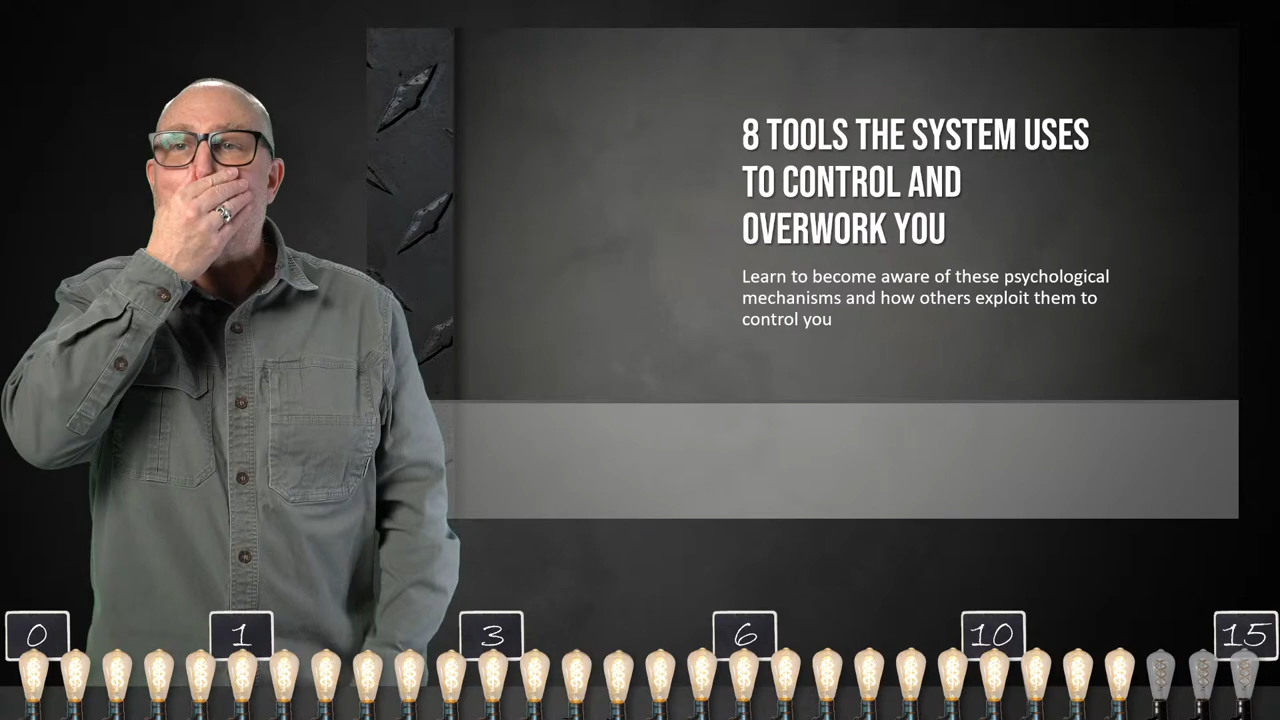 8 TOOLS THE SYSTEM USES
TO CONTROL AND
OVERWORK YOU
Learn to become aware of these psychological
mechanisms and how others exploit them to
control you
0 1 3 6 10 15